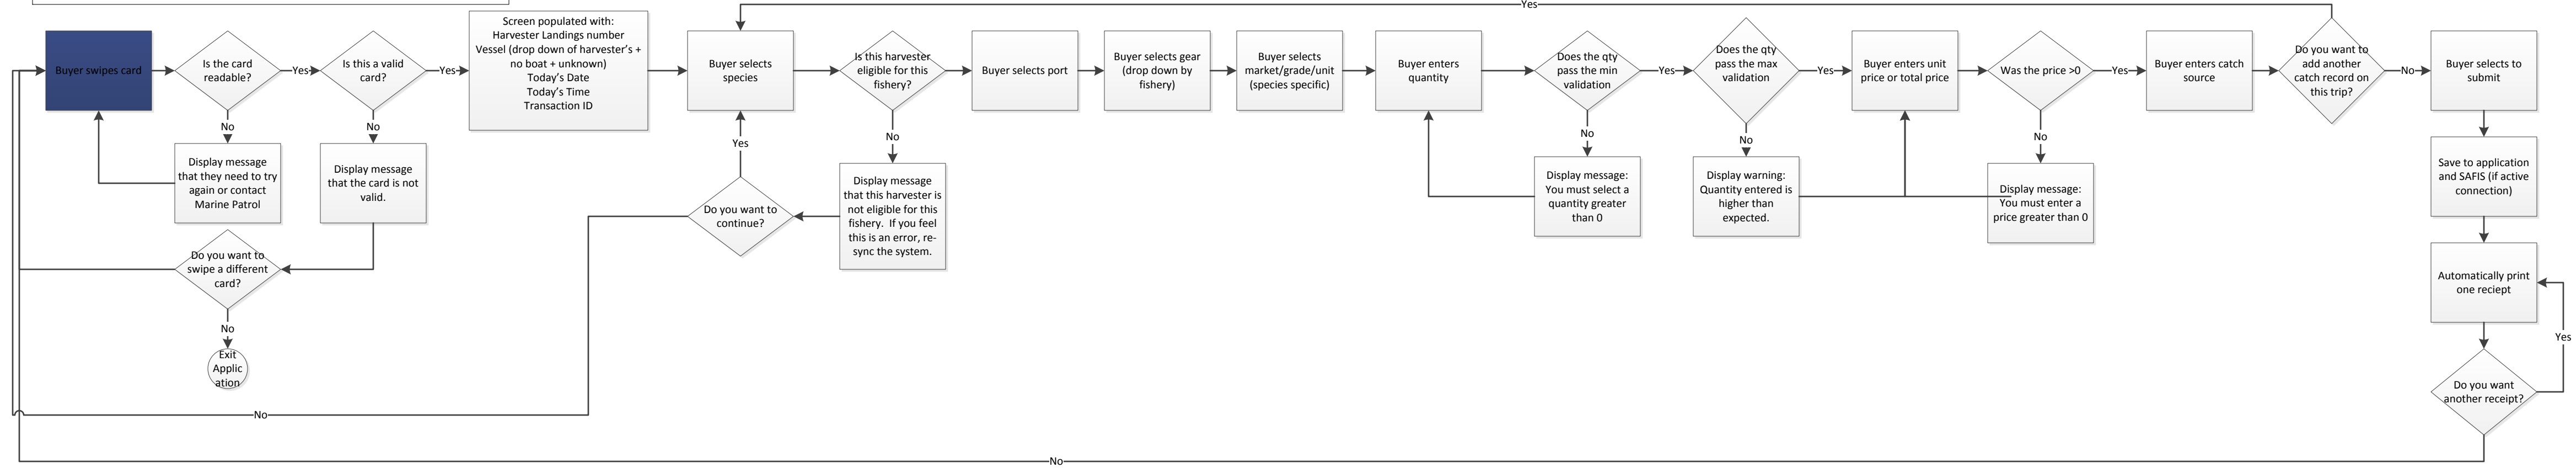 Yes
Buyer swipes card
Is the card
readable?
Yes
Is this a valid
card?
Yes
Screen populated with:
Harvester Landings number
Vessel (drop down of harvester's +
no boat + unknown)
Today's Date
Today's Time
Transaction ID
Buyer selects
species
Is this harvester
eligible for this
fishery?
Buyer selects port
Buyer selects gear
(drop down by
fishery)
Buyer selects
market/grade/unit
(species specific)
Buyer enters
quantity
Does the qty
pass the min
validation
Yes
Does the qty
pass the max
validation
Yes
Buyer enters unit
price or total price
Was the price >0
Yes
Buyer enters catch
source
Do you want to
add another
catch record on
this trip?
No
Buyer selects to
submit
No
Display message
that they need to try
again or contact
Marine Patrol
No
Display message
that the card is not
valid.
Do you want to
swipe a different
card?
No
Exit
Applic
ation
Yes
Do you want to
continue?
No
Display message
that this harvester is
not eligible for this
fishery.  If you feel
this is an error, re-
sync the system.
No
Display message:
You must select a
quantity greater
than 0
No
Display warning:
Quantity entered is
higher than
expected.
No
Display message:
You must enter a
price greater than 0
Save to application
and SAFIS (if active
connection)
Automatically print
one reciept
Yes
Do you want
another receipt?
No
No